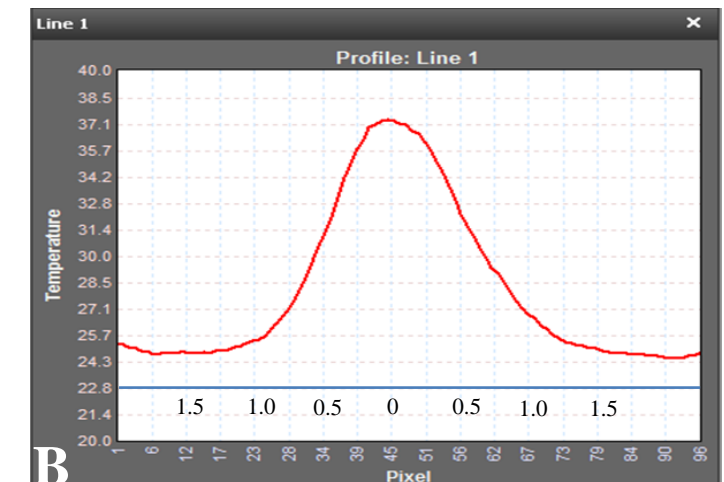 Line 1 ×
Profile: Line 1
Temperature
40.0
38.5
37.1
35.7
34.2
32.8
31.4
30.0
28.5
27.1
25.7
24.3
22.8
21.4
20.0
1.5 1.0 0.5 0 0.5 1.0 1.5
1 6 12 17 23 28 34 39 45 51 56 62 67 73 79 84 90 96
Pixel
B